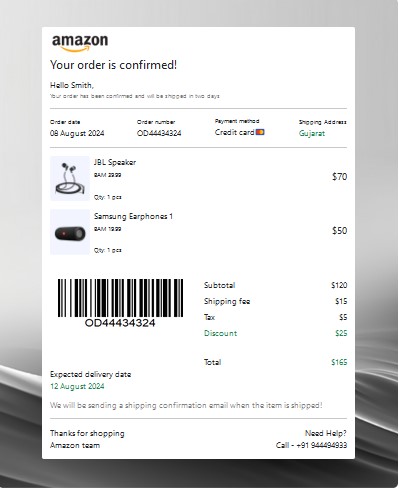 amazon
Your order is confirmed!
Hello Smith,
Your order has been confirmed and will be shipped in two days
Order date Order number Payment method Shipping Address
08 August 2024 OD44434324 Credit card Gujarat
JBL Speaker
8AM 39.99
$70
Qty: 1 pcs
Samsung Earphones 1
8AM 19.99
$50
Qty: 1 pcs
OD44434324
Subtotal $120
Shipping fee $15
Tax $5
Discount $25
Total $165
Expected delivery date
12 August 2024
We will be sending a shipping confirmation email when the item is shipped!
Thanks for shopping Need Help?
Amazon team Call - +91 944494933